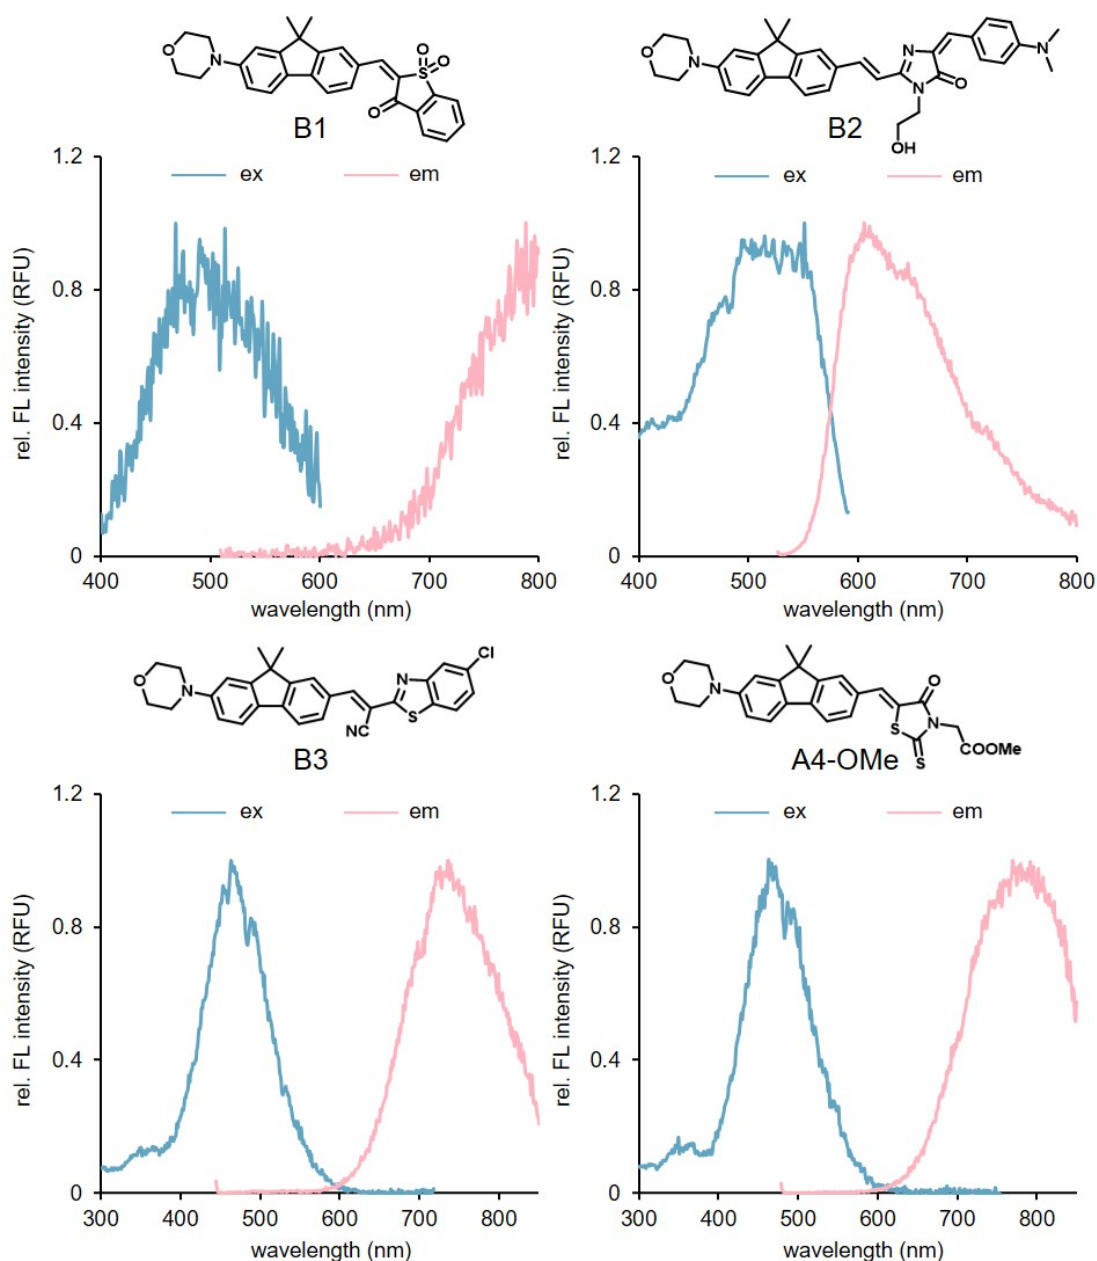 O
N
S
O
O
O
B1
O
N
N
N
O
N
OH
B2
1.2
0.8
0.4
0
400 500 600 700 800
ex em
rel. FL intensity (RFU)
wavelength (nm)
1.2
0.8
0.4
0
400 500 600 700 800
ex em
rel. FL intensity (RFU)
wavelength (nm)
O
N
NC
N
S
Cl
B3
O
N
O
S
N
S
COOMe
A4-OMe
1.2
0.8
0.4
0
300 400 500 600 700 800
ex em
rel. FL intensity (RFU)
wavelength (nm)
1.2
0.8
0.4
0
300 400 500 600 700 800
ex em
rel. FL intensity (RFU)
wavelength (nm)